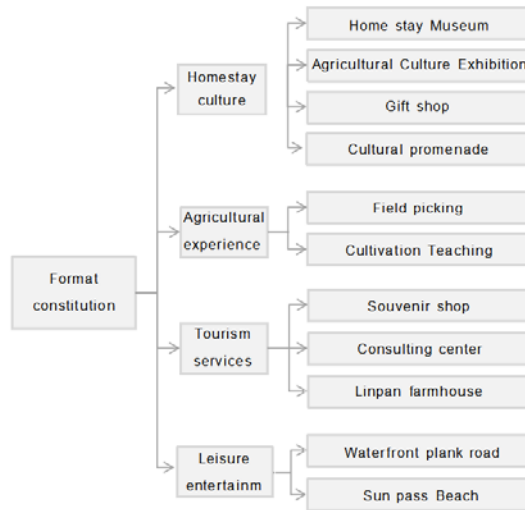 Format
constitution
Homestay
culture
Home stay Museum
Agricultural Culture Exhibition
Gift shop
Cultural promenade
Agricultural
experience
Field picking
Cultivation Teaching
Tourism
services
Souvenir shop
Consulting center
Linpan farmhouse
Leisure
entertainm
Waterfront plank road
Sun pass Beach